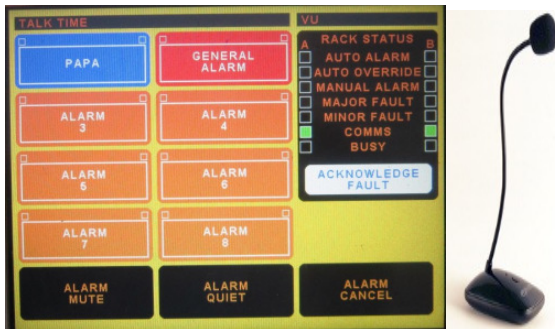 TALK TIME
VU
PAPA
GENERAL
ALARM
ALARM
3
ALARM
4
ALARM
5
ALARM
6
ALARM
7
ALARM
8
ALARM
MUTE
ALARM
QUIET
ALARM
CANCEL
RACK STATUS
A
B
AUTO ALARM
AUTO OVERRIDE
MANUAL ALARM
MAJOR FAULT
MINOR FAULT
COMMS
BUSY
ACKNOWLEDGE
FAULT